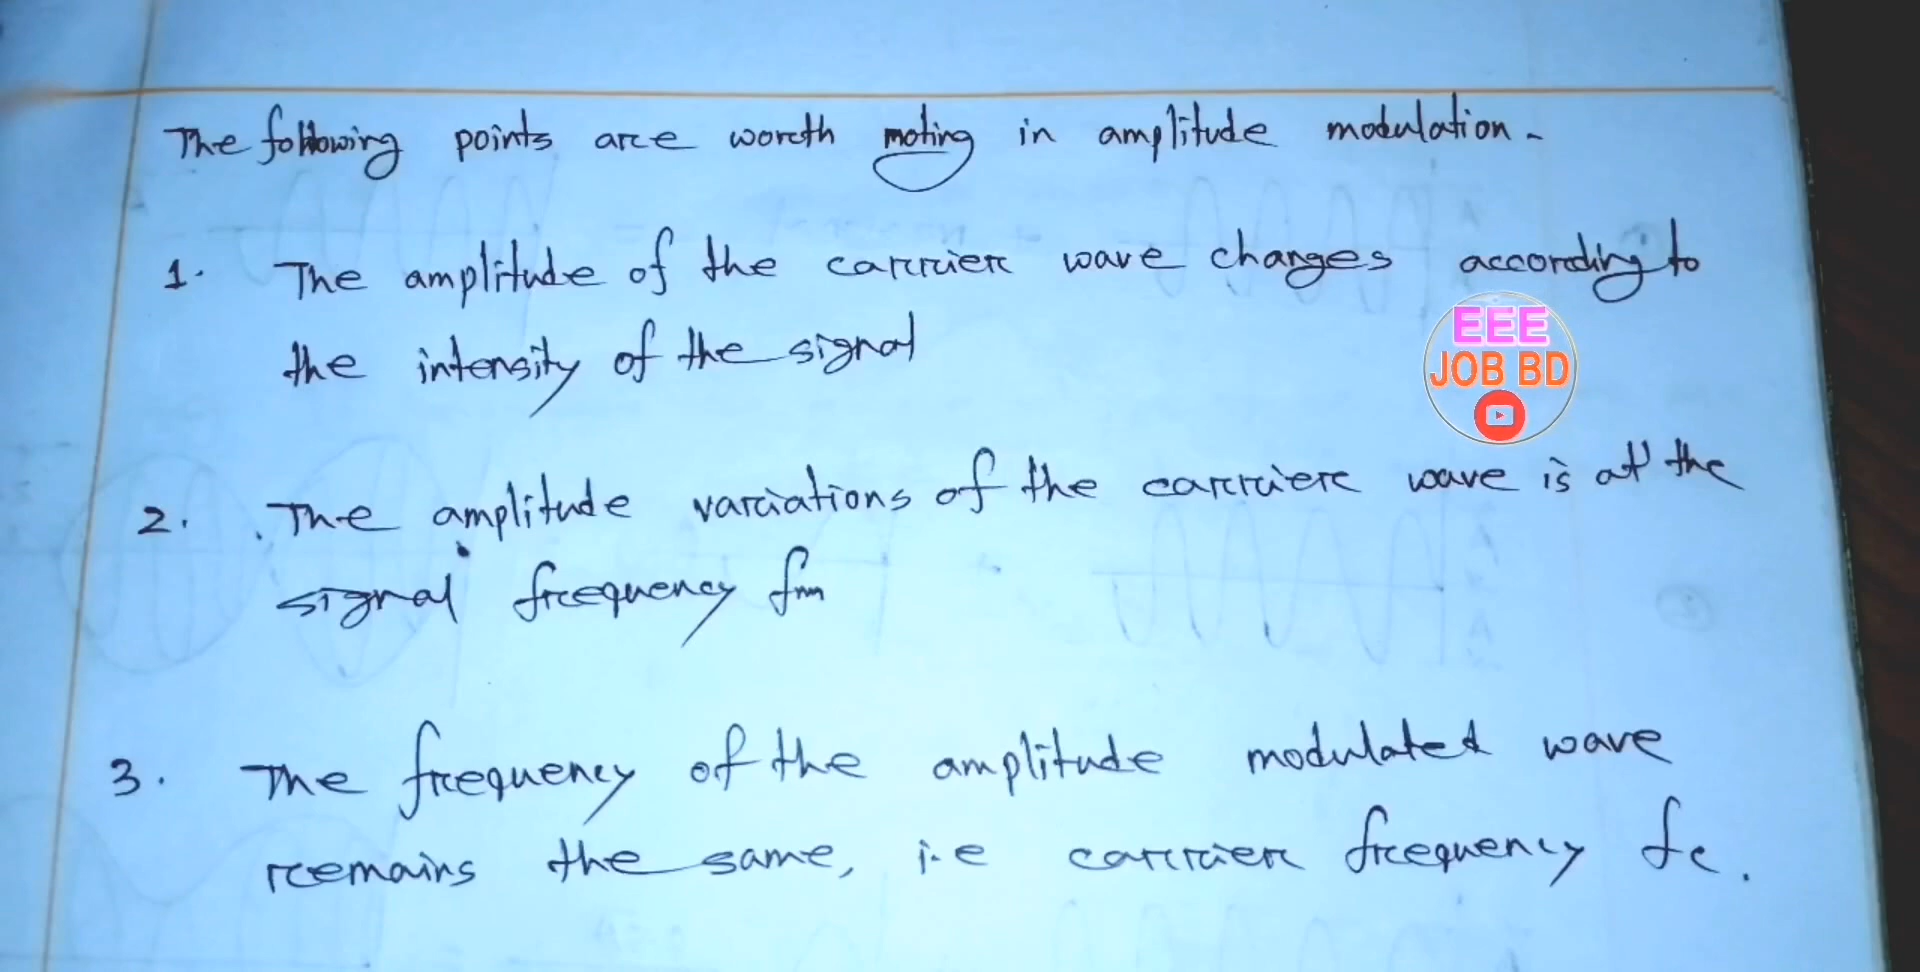 The following points are worth noting in amplitude modulation -
1. The amplitude of the carrier wave changes according to
the intensity of the signal
EEE
JOB BD
2. The amplitude variations of the carrier wave is at the
signal frequency fm
3. The frequency of the amplitude modulated wave
remains the same, i.e carrier frequency fc.